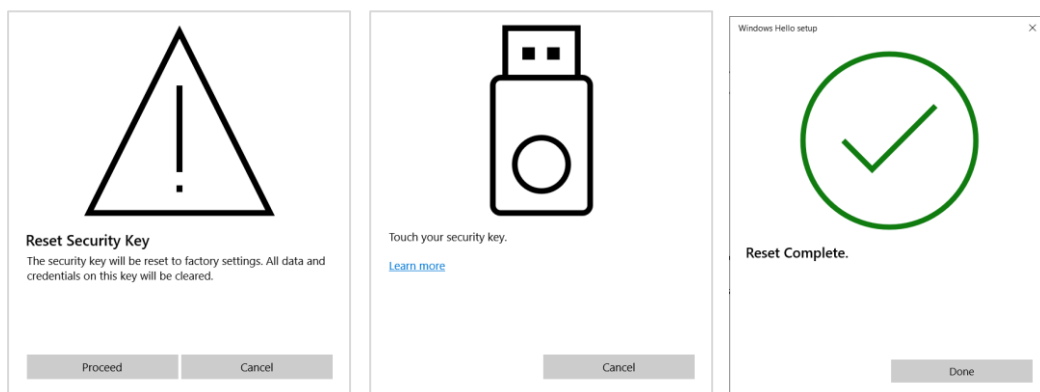 Reset Security Key
The security key will be reset to factory settings. All data and
credentials on this key will be cleared.
Proceed
Cancel
Touch your security key.
Learn more
Cancel
Windows Hello setup
Reset Complete.
Done